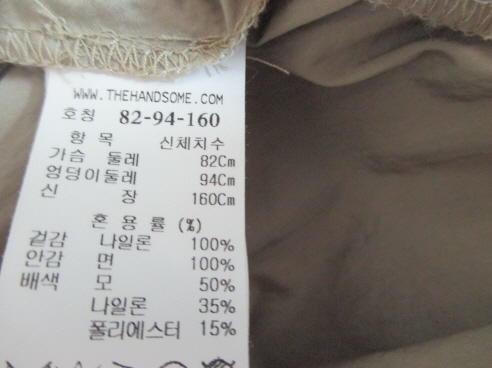 WWW.THEHANDSOME.COM
호칭 82-94-160
항 목 신체치수
가슴 둘레 82Cm
엉덩이둘레 94Cm
신 장 160Cm
혼 용 률 (%)
겉감 나일론 100%
안감 면 100%
배색 모 50%
나일론 35%
폴리에스터 15%